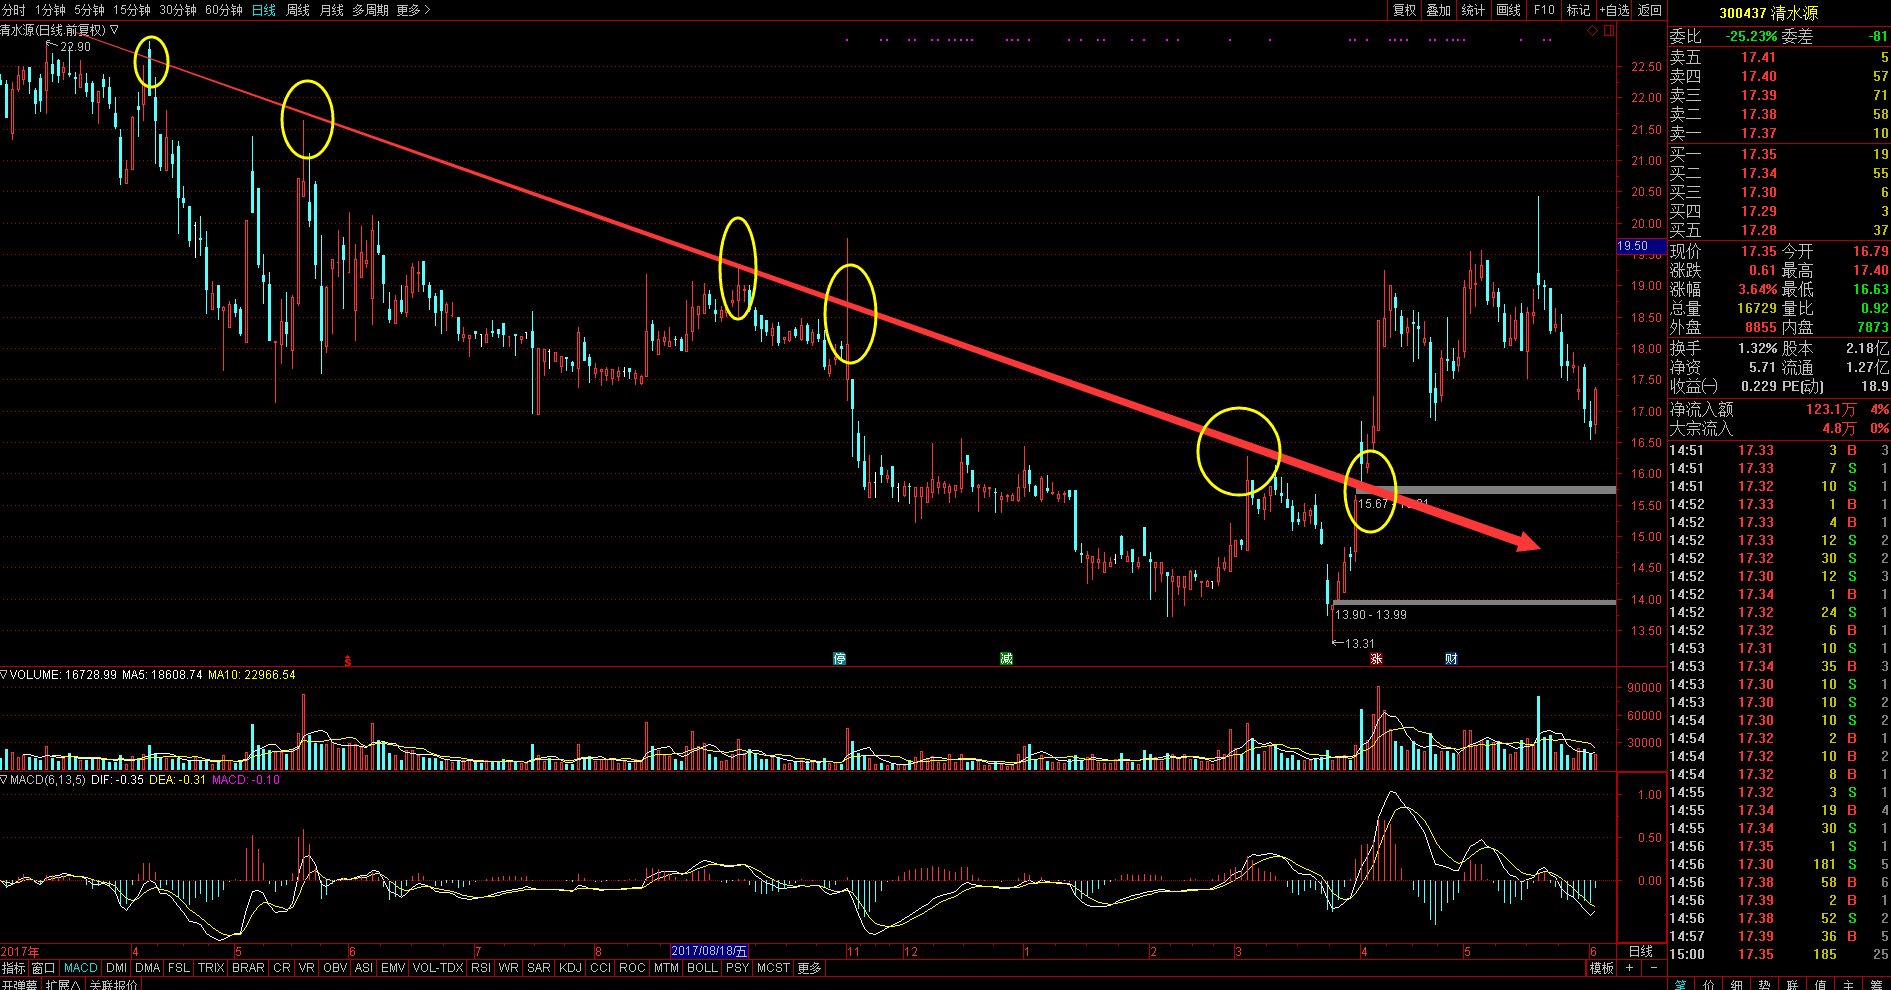 分时 1分钟 5分钟 15分钟 30分钟 60分钟 日线 周线 月线 多周期 更多>
复权 叠加 统计 画线 F10 标记 +自选 返回
300437 清水源
清水源(日线.前复权)
22.90
22.50
22.00
21.50
21.00
20.50
20.00
19.50
19.00
18.50
18.00
17.50
17.00
16.50
16.00
15.50
15.00
14.50
14.00
13.50
15.67
13.90-13.99
13.31
停
减
涨
财
VOLUME: 16728.99 MA5: 18608.74 MA10: 22966.54
90000
60000
30000
MACD(6,13,5) DIF: -0.35 DEA: -0.31 MACD: -0.10
1.00
0.50
0.00
2017年 4 5 6 7 8 2017/08/18/五 11 12 1 2 3 4 5 6 日线
指标 窗口 MACD DMI DMA FSL TRIX BRAR CR VR OBV ASI EMV VOL-TDX RSI WR SAR KDJ CCI ROC MTM BOLL PSY MCST 更多 模板 + -
开弹幕 扩展∧ 关联报价
委比 -25.23% 委差 -81
卖五 17.41 5
卖四 17.40 57
卖三 17.39 71
卖二 17.38 58
卖一 17.37 10
买一 17.35 19
买二 17.34 55
买三 17.30 6
买四 17.29 3
买五 17.28 37
现价 17.35 今开 16.79
涨跌 0.61 最高 17.40
涨幅 3.64% 最低 16.63
总量 16729 量比 0.92
外盘 8855 内盘 7873
换手 1.32% 股本 2.18亿
净资 5.71 流通 1.27亿
收益㈠ 0.229 PE(动) 18.9
净流入额 123.1万 4%
大宗流入 4.8万 0%
14:51 17.33 3 B 3
14:51 17.33 7 S 1
14:51 17.32 10 S 1
14:52 17.33 1 B 1
14:52 17.33 4 B 1
14:52 17.33 12 S 2
14:52 17.32 30 S 2
14:52 17.30 12 S 3
14:52 17.34 1 B 1
14:52 17.32 24 S 1
14:52 17.32 6 B 1
14:53 17.31 10 S 1
14:53 17.34 35 B 3
14:53 17.30 10 S 1
14:53 17.30 10 S 2
14:54 17.30 10 S 2
14:54 17.32 2 B 1
14:54 17.32 10 B 2
14:54 17.32 8 B 1
14:55 17.32 3 S 1
14:55 17.34 19 B 4
14:55 17.34 30 S 1
14:56 17.35 1 S 1
14:56 17.30 181 S 5
14:56 17.38 58 B 6
14:56 17.39 2 B 1
14:56 17.38 52 S 2
14:57 17.39 36 B 5
15:00 17.35 185 25
笔 价 细 势 联 值 主 筹